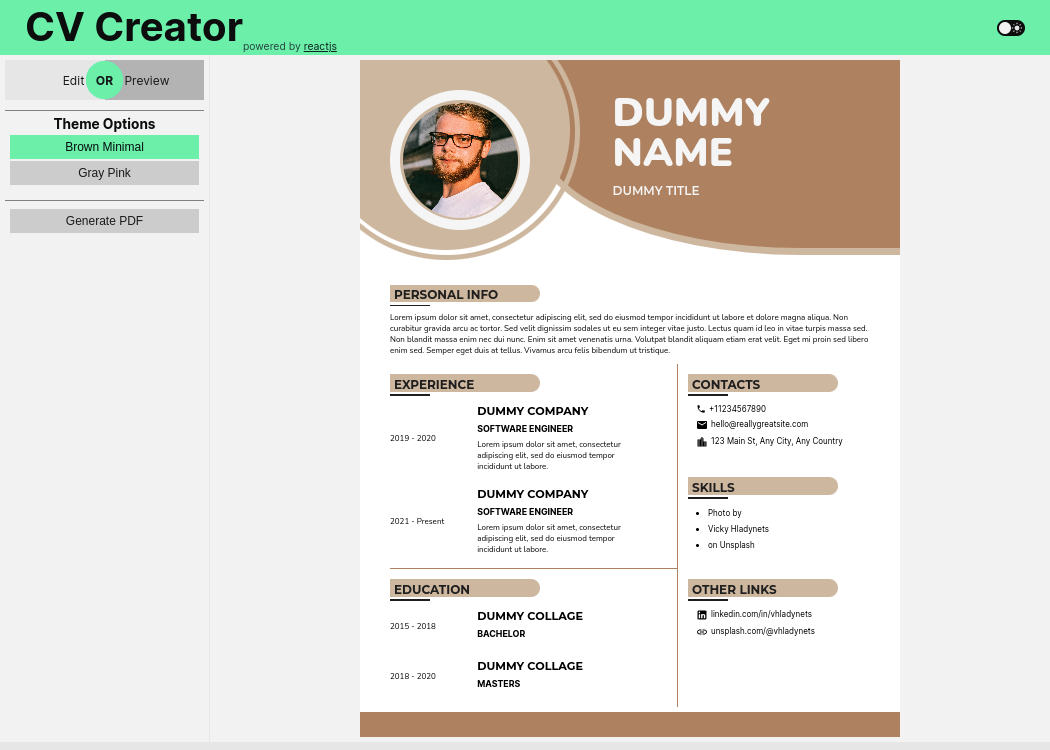 CV Creator
powered by reactjs
Edit OR Preview
Theme Options
Brown Minimal
Gray Pink
Generate PDF
DUMMY
NAME
DUMMY TITLE
PERSONAL INFO
Lorem ipsum dolor sit amet, consectetur adipiscing elit, sed do eiusmod tempor incididunt ut labore et dolore magna aliqua. Non
curabitur gravida arcu ac tortor. Sed velit dignissim sodales ut eu sem integer vitae justo. Lectus quam id leo in vitae turpis massa sed.
Non blandit massa enim nec dui nunc. Enim sit amet venenatis urna. Volutpat blandit aliquam etiam erat velit. Eget mi proin sed libero
enim sed. Semper eget duis at tellus. Vivamus arcu felis bibendum ut tristique.
EXPERIENCE
DUMMY COMPANY
SOFTWARE ENGINEER
2019 - 2020
Lorem ipsum dolor sit amet, consectetur
adipiscing elit, sed do eiusmod tempor
incididunt ut labore.
DUMMY COMPANY
SOFTWARE ENGINEER
2021 - Present
Lorem ipsum dolor sit amet, consectetur
adipiscing elit, sed do eiusmod tempor
incididunt ut labore.
EDUCATION
DUMMY COLLAGE
2015 - 2018
BACHELOR
DUMMY COLLAGE
2018 - 2020
MASTERS
CONTACTS
+11234567890
hello@reallygreatsite.com
123 Main St, Any City, Any Country
SKILLS
Photo by
Vicky Hladynets
on Unsplash
OTHER LINKS
linkedin.com/in/vhladynets
unsplash.com/@vhladynets